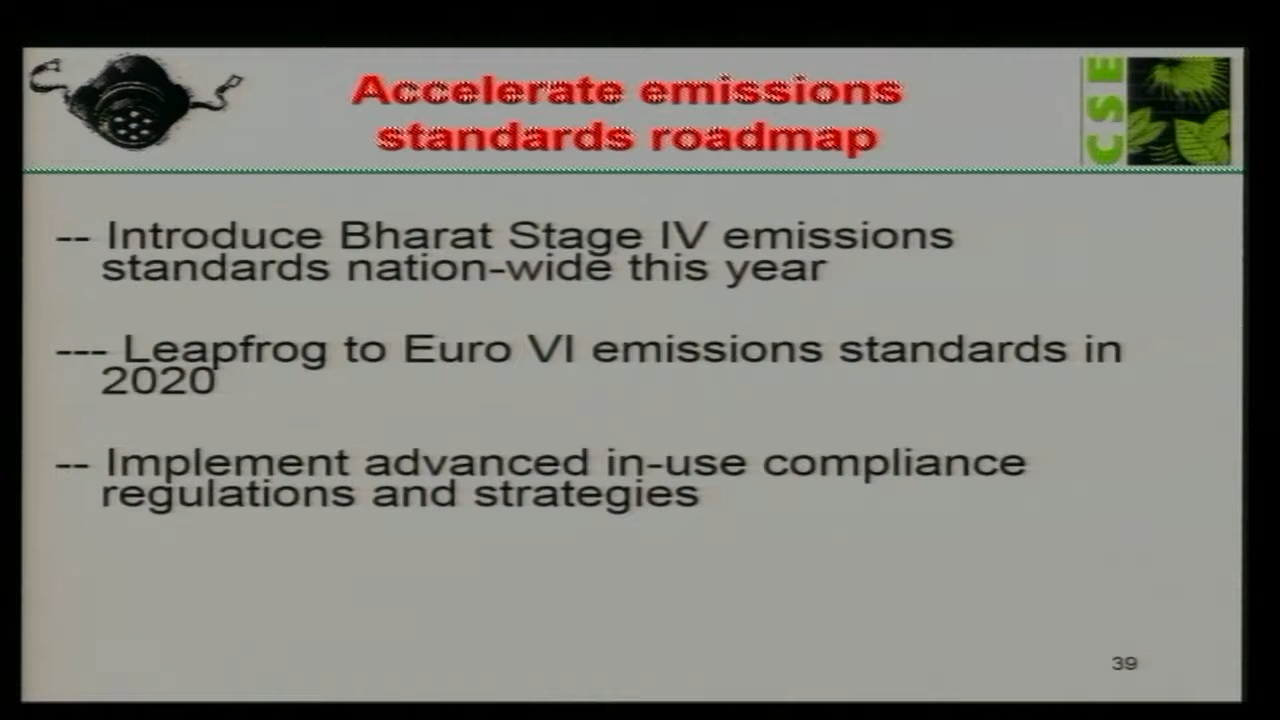 Accelerate emissions
standards roadmap
CSE
-- Introduce Bharat Stage IV emissions
standards nation-wide this year
--- Leapfrog to Euro VI emissions standards in
2020
-- Implement advanced in-use compliance
regulations and strategies
39